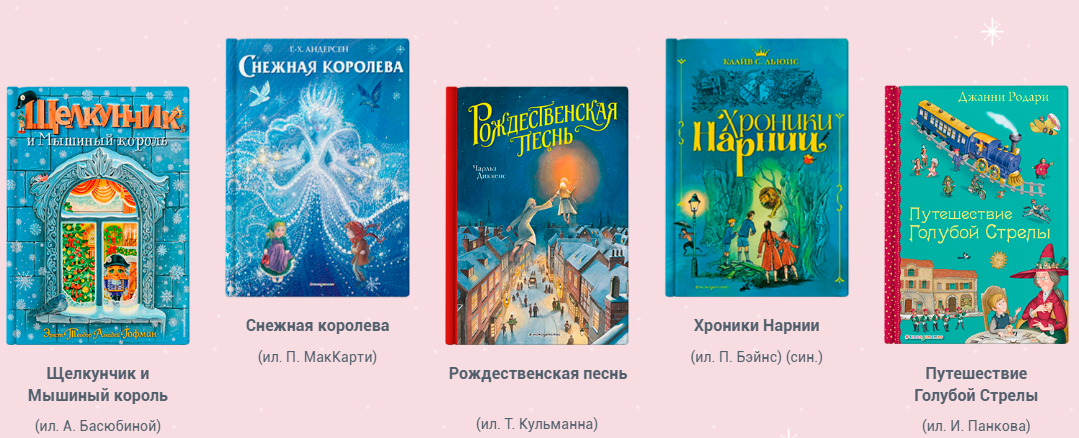 Щелкунчик
и Мышиный король
Эрнст Теодор Амадей Гофман
Щелкунчик и
Мышиный король
(ил. А. Басюбиной)
Г.-Х. АНДЕРСЕН
СНЕЖНАЯ КОРОЛЕВА
Снежная королева
(ил. П. МакКарти)
РОЖДЕСТВЕНСКАЯ
ПЕСНЬ
Чарльз
Диккенс
Рождественская песнь
(ил. Т. Кульманна)
КЛАЙВ С. ЛЬЮИС
Хроники
Нарнии
Хроники Нарнии
(ил. П. Бэйнс) (син.)
Джанни Родари
Путешествие
Голубой Стрелы
Путешествие
Голубой Стрелы
(ил. И. Панкова)